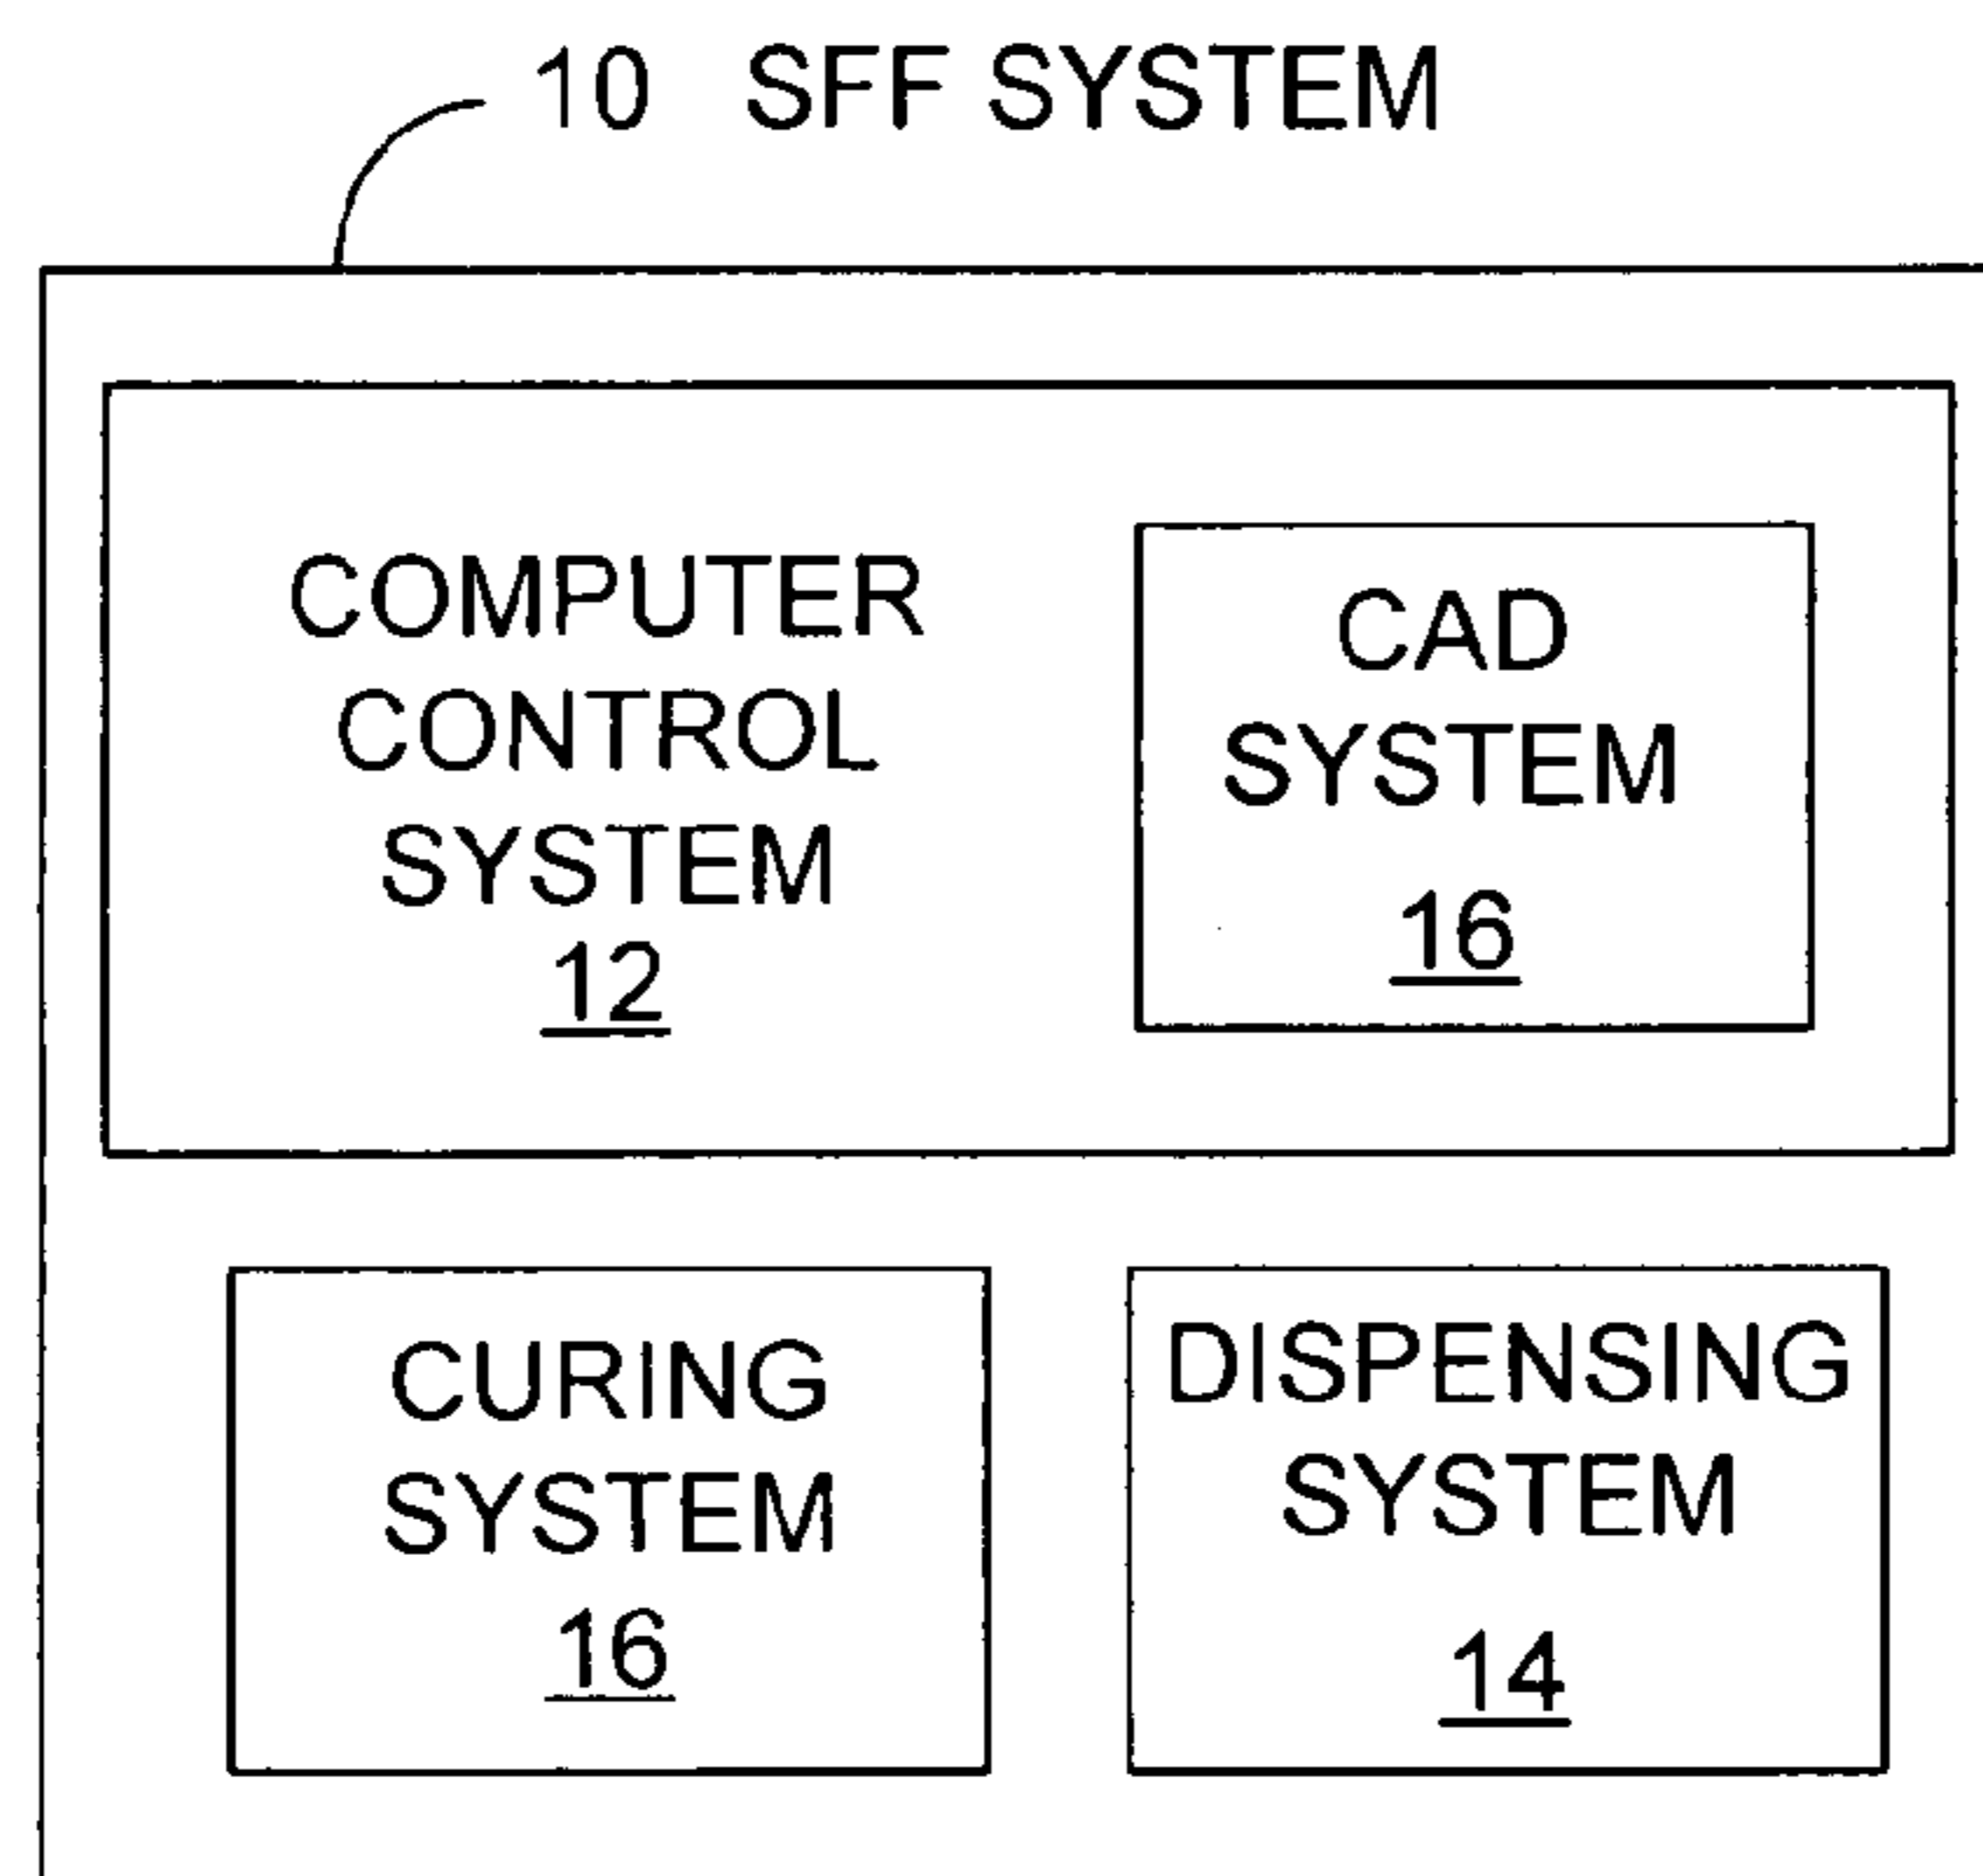 10 SFF SYSTEM
COMPUTER
CONTROL
SYSTEM
12
CAD
SYSTEM
16
CURING
SYSTEM
16
DISPENSING
SYSTEM
14